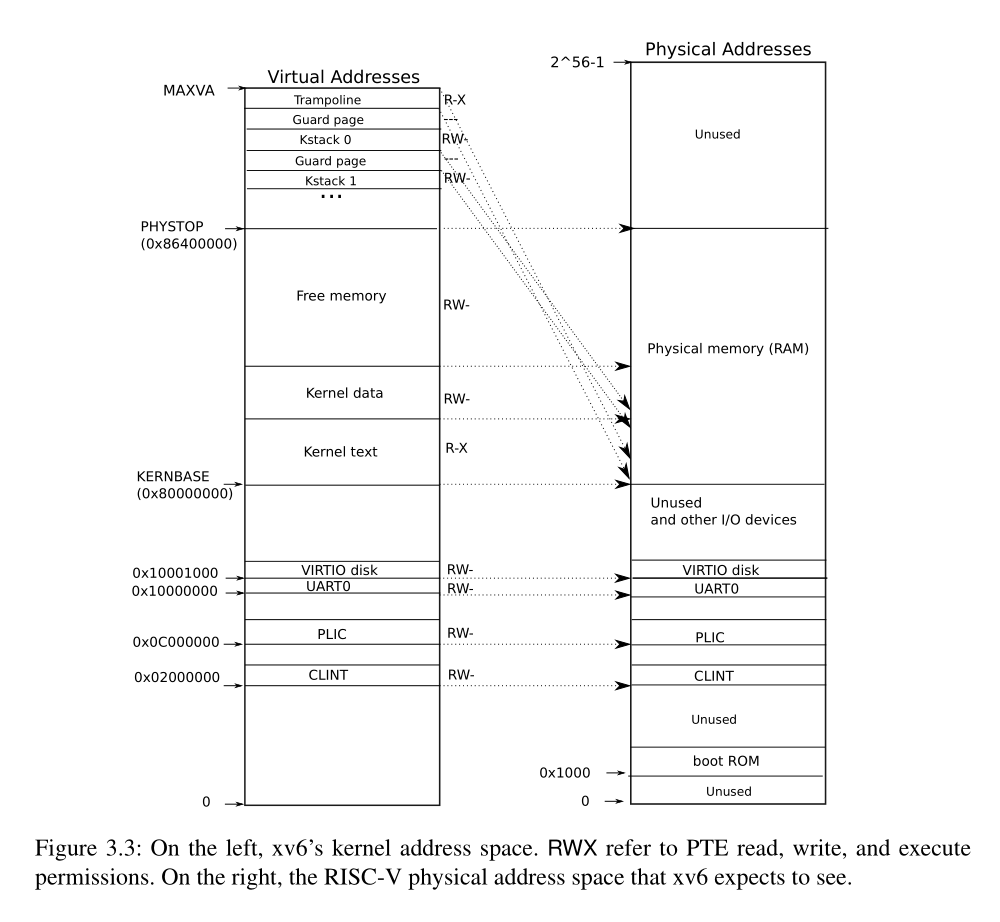 Physical Addresses
2^56-1
Virtual Addresses
MAXVA
Trampoline
R-X
Guard page
---
Unused
Kstack 0
RW-
Guard page
---
Kstack 1
RW-
...
PHYSTOP
(0x86400000)
Free memory
RW-
Physical memory (RAM)
Kernel data
RW-
Kernel text
R-X
KERNBASE
(0x80000000)
Unused
and other I/O devices
0x10001000
VIRTIO disk
RW-
VIRTIO disk
0x10000000
UART0
RW-
UART0
0x0C000000
PLIC
RW-
PLIC
0x02000000
CLINT
RW-
CLINT
Unused
boot ROM
0x1000
Unused
0
0
Figure 3.3: On the left, xv6’s kernel address space. RWX refer to PTE read, write, and execute
permissions. On the right, the RISC-V physical address space that xv6 expects to see.